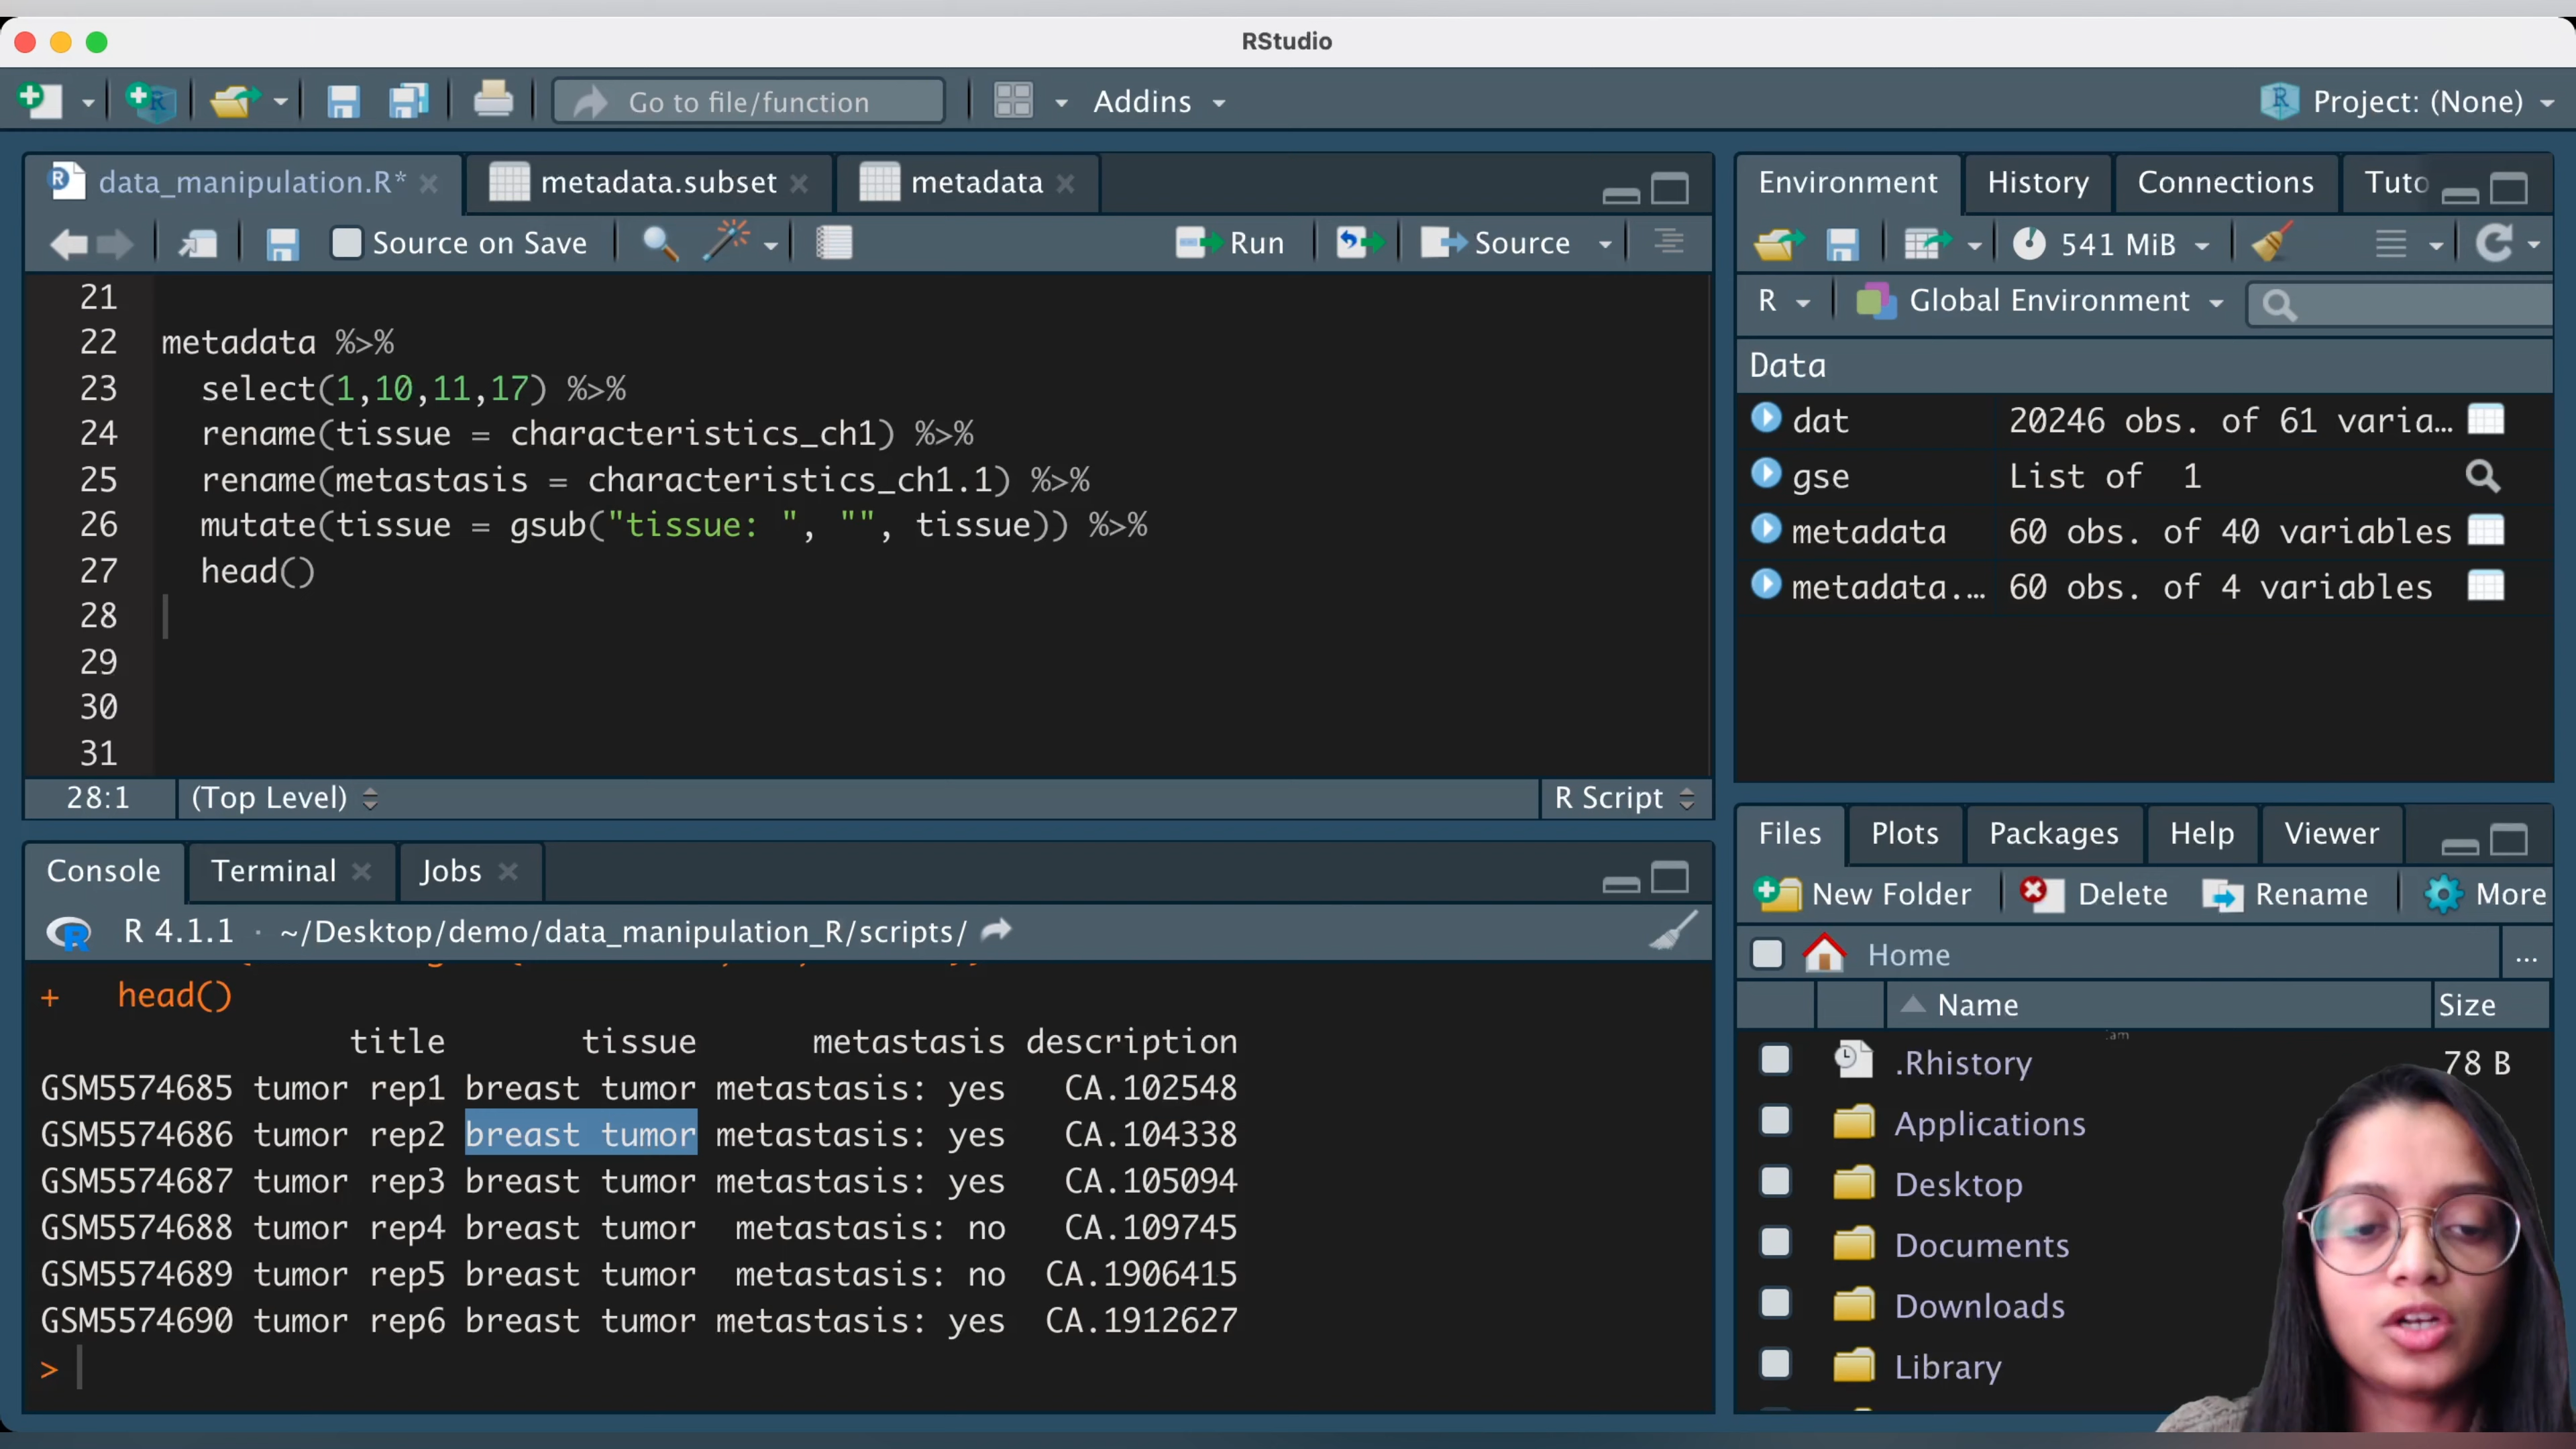 RStudio
Go to file/function
Addins
Project: (None)
data_manipulation.R*
metadata.subset
metadata
Source on Save
Run
Source
21
22 metadata %>%
23 select(1,10,11,17) %>%
24 rename(tissue = characteristics_ch1) %>%
25 rename(metastasis = characteristics_ch1.1) %>%
26 mutate(tissue = gsub("tissue: ", "", tissue)) %>%
27 head()
28
29
30
31
28:1 (Top Level) R Script
Console Terminal Jobs
R 4.1.1 · ~/Desktop/demo/data_manipulation_R/scripts/
+ head()
title tissue metastasis description
GSM5574685 tumor rep1 breast tumor metastasis: yes CA.102548
GSM5574686 tumor rep2 breast tumor metastasis: yes CA.104338
GSM5574687 tumor rep3 breast tumor metastasis: yes CA.105094
GSM5574688 tumor rep4 breast tumor metastasis: no CA.109745
GSM5574689 tumor rep5 breast tumor metastasis: no CA.1906415
GSM5574690 tumor rep6 breast tumor metastasis: yes CA.1912627
>
Environment History Connections Tuto
541 MiB
R Global Environment
Data
dat 20246 obs. of 61 varia…
gse List of 1
metadata 60 obs. of 40 variables
metadata.… 60 obs. of 4 variables
Files Plots Packages Help Viewer
New Folder Delete Rename More
Home ...
Name Size
.Rhistory 78 B
Applications
Desktop
Documents
Downloads
Library